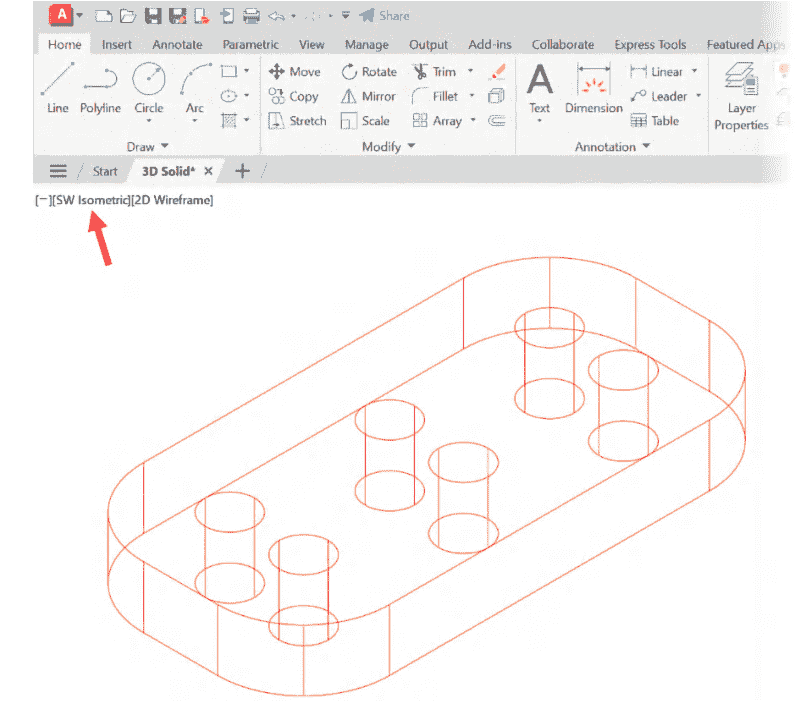 A Share
Home Insert Annotate Parametric View Manage Output Add-ins Collaborate Express Tools Featured Apps
Move Rotate Trim Linear
Line Polyline Circle Arc Copy Mirror Fillet Text Dimension Leader Layer
Stretch Scale Array Table Properties
Draw Modify Annotation
Start 3D Solid* × +
[−][SW Isometric][2D Wireframe]